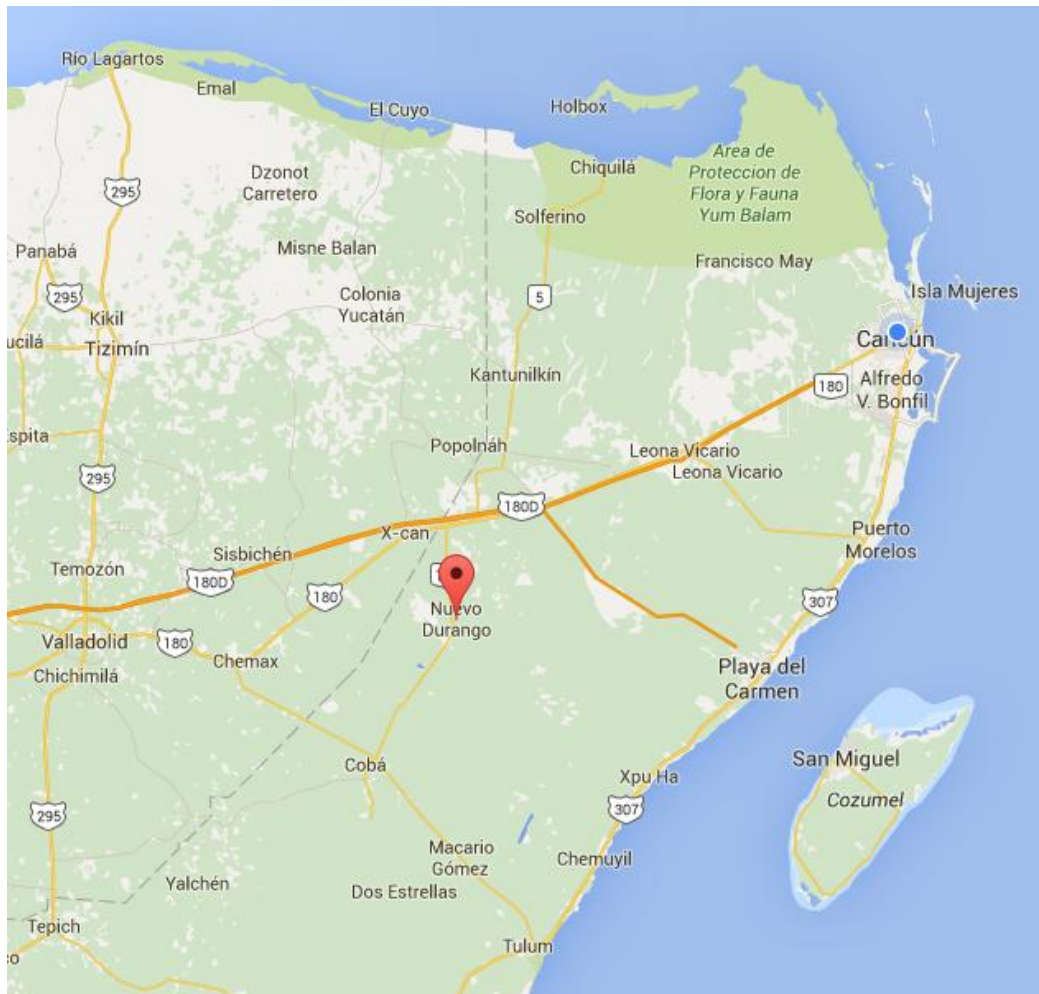 Río Lagartos
Emal
El Cuyo
Holbox
Chiquilá
Area de
Proteccion de
Flora y Fauna
Yum Balam
Dzonot
Carretero
295
Solferino
Panabá
Misne Balan
Francisco May
Isla Mujeres
295
Colonia
Yucatán
5
Kikil
Tizimín
ucilá
Cancún
Kantunilkín
180
Alfredo
V. Bonfil
spita
Popolnáh
Leona Vicario
Leona Vicario
295
180D
X-can
Puerto
Morelos
Sisbichén
Temozón
180D
180
307
Nuevo
Durango
Valladolid
180
Chemax
Chichimilá
Playa del
Carmen
Cobá
San Miguel
Xpu Ha
Cozumel
295
307
Macario
Gómez
Chemuyil
Yalchén
Dos Estrellas
Tepich
Tulum
co